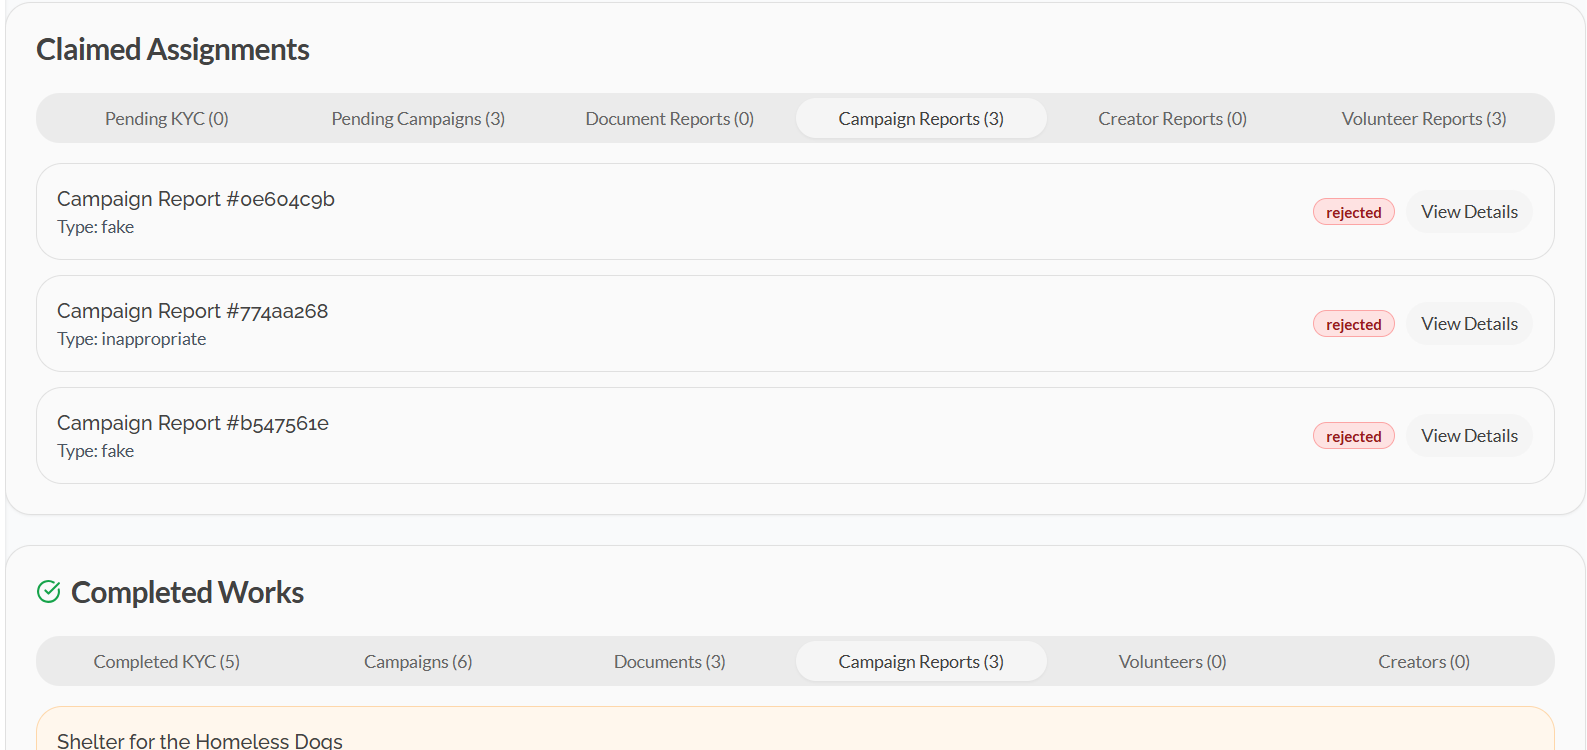 Claimed Assignments
Pending KYC (0) Pending Campaigns (3) Document Reports (0) Campaign Reports (3) Creator Reports (0) Volunteer Reports (3)
Campaign Report #0e604c9b
Type: fake
rejected View Details
Campaign Report #774aa268
Type: inappropriate
rejected View Details
Campaign Report #b547561e
Type: fake
rejected View Details
Completed Works
Completed KYC (5) Campaigns (6) Documents (3) Campaign Reports (3) Volunteers (0) Creators (0)
Shelter for the Homeless Dogs